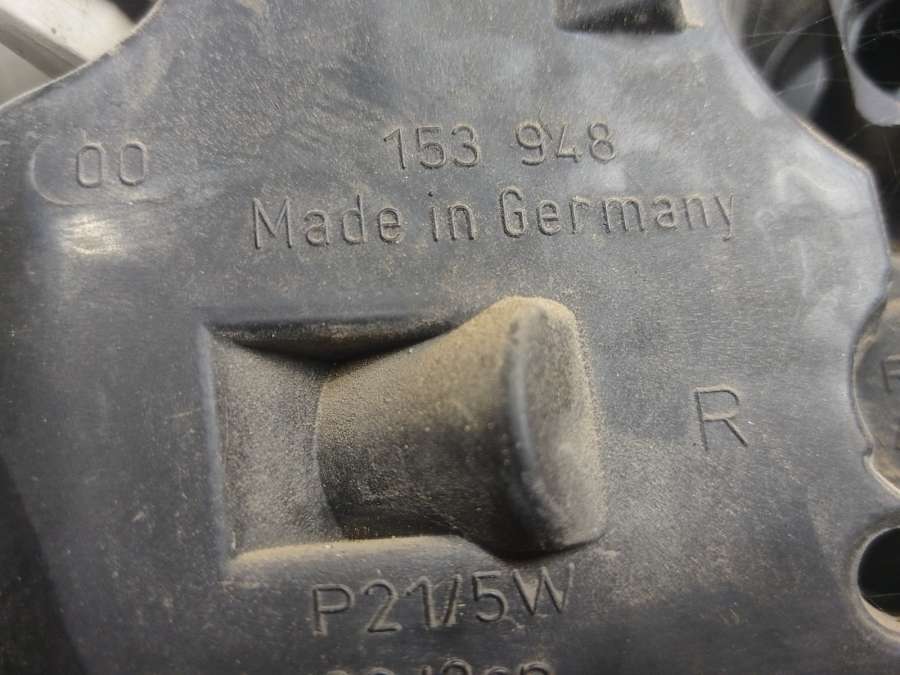 00 153 948
Made in Germany
R
P21/5W